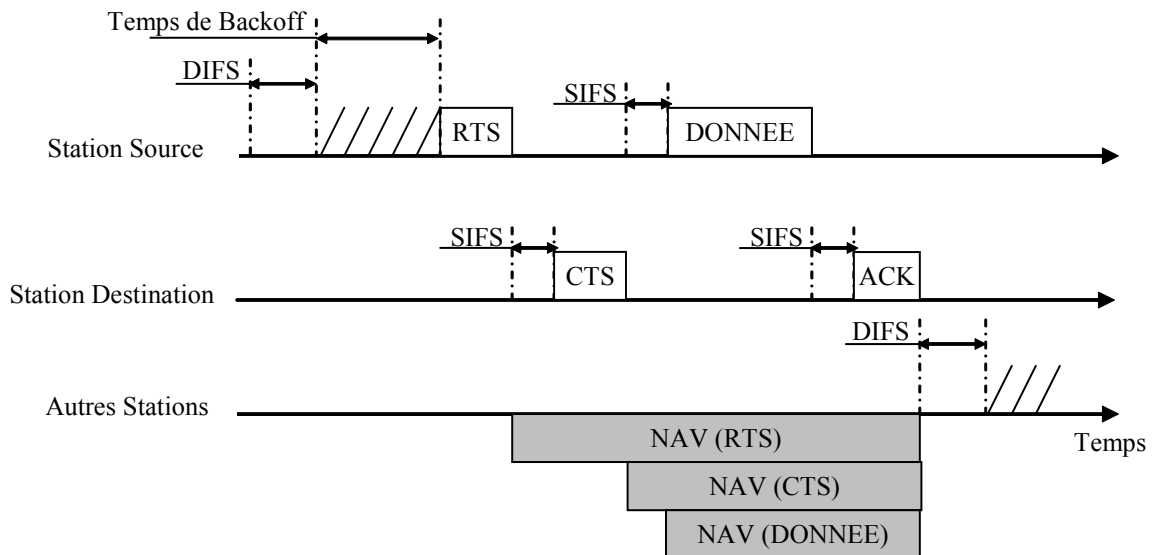 Temps de Backoff
DIFS
SIFS
RTS
DONNEE
Station Source
SIFS
SIFS
CTS
ACK
Station Destination
DIFS
Autres Stations
NAV (RTS)
Temps
NAV (CTS)
NAV (DONNEE)